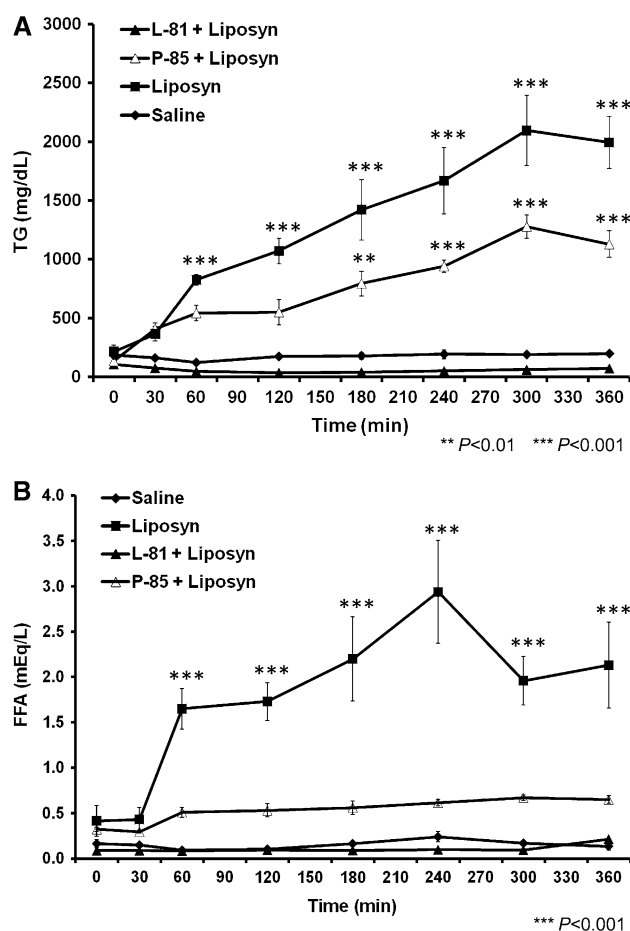 A
3000
2500
2000
1500
1000
500
0
TG (mg/dL)
L-81 + Liposyn
P-85 + Liposyn
Liposyn
Saline
*** *** *** *** *** ***
*** ** *** ***
0 30 60 90 120 150 180 210 240 270 300 330 360
Time (min)
** P<0.01 *** P<0.001
B
4.0
3.5
3.0
2.5
2.0
1.5
1.0
0.5
0.0
FFA (mEq/L)
Saline
Liposyn
L-81 + Liposyn
P-85 + Liposyn
*** *** *** *** *** ***
0 30 60 90 120 150 180 210 240 270 300 330 360
Time (min)
*** P<0.001